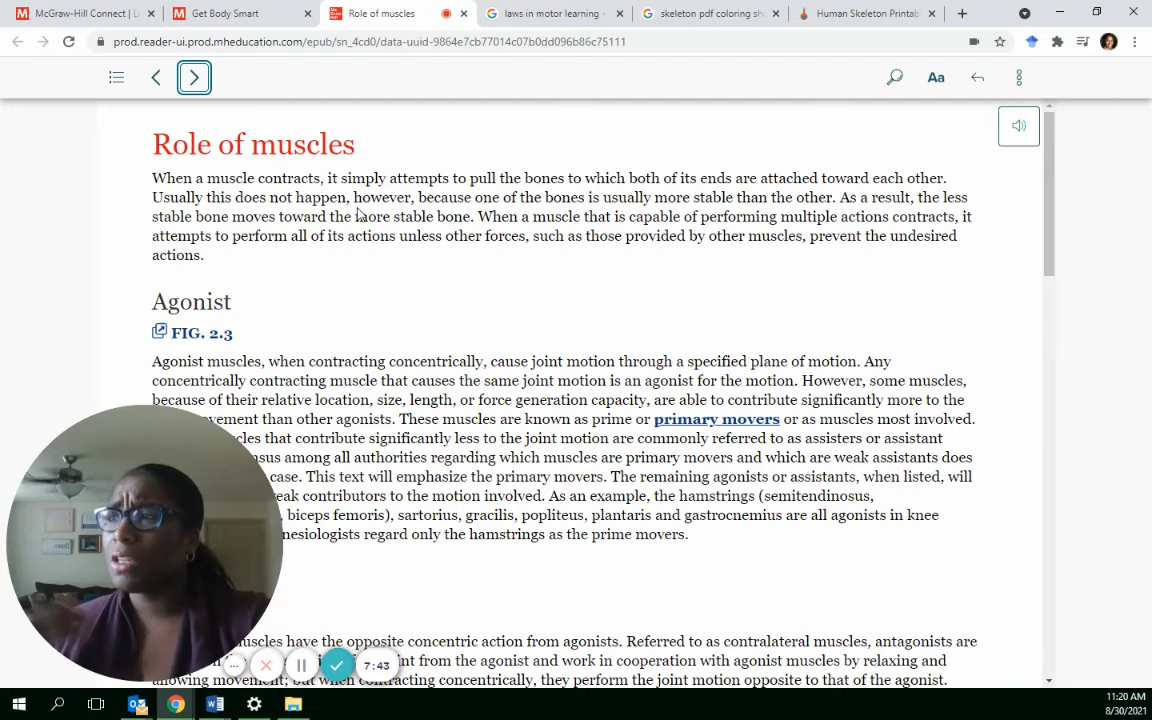 McGraw-Hill Connect | L
Get Body Smart
Role of muscles
laws in motor learning -
skeleton pdf coloring sh
Human Skeleton Printab
prod.reader-ui.prod.mheducation.com/epub/sn_4cd0/data-uuid-9864e7cb77014c07b0dd096b86c75111
Aa
Role of muscles
When a muscle contracts, it simply attempts to pull the bones to which both of its ends are attached toward each other.
Usually this does not happen, however, because one of the bones is usually more stable than the other. As a result, the less
stable bone moves toward the more stable bone. When a muscle that is capable of performing multiple actions contracts, it
attempts to perform all of its actions unless other forces, such as those provided by other muscles, prevent the undesired
actions.
Agonist
FIG. 2.3
Agonist muscles, when contracting concentrically, cause joint motion through a specified plane of motion. Any
concentrically contracting muscle that causes the same joint motion is an agonist for the motion. However, some muscles,
because of their relative location, size, length, or force generation capacity, are able to contribute significantly more to the
vement than other agonists. These muscles are known as prime or primary movers or as muscles most involved.
cles that contribute significantly less to the joint motion are commonly referred to as assisters or assistant
nsus among all authorities regarding which muscles are primary movers and which are weak assistants does
case. This text will emphasize the primary movers. The remaining agonists or assistants, when listed, will
eak contributors to the motion involved. As an example, the hamstrings (semitendinosus,
, biceps femoris), sartorius, gracilis, popliteus, plantaris and gastrocnemius are all agonists in knee
nesiologists regard only the hamstrings as the prime movers.
uscles have the opposite concentric action from agonists. Referred to as contralateral muscles, antagonists are
int from the agonist and work in cooperation with agonist muscles by relaxing and
allowing movement; but when contracting concentrically, they perform the joint motion opposite to that of the agonist.
7:43
11:20 AM
8/30/2021